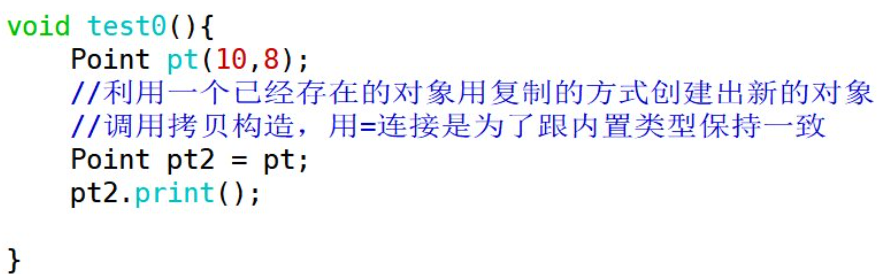 void test0(){
    Point pt(10,8);
    //利用一个已经存在的对象用复制的方式创建出新的对象
    //调用拷贝构造，用=连接是为了跟内置类型保持一致
    Point pt2 = pt;
    pt2.print();
}